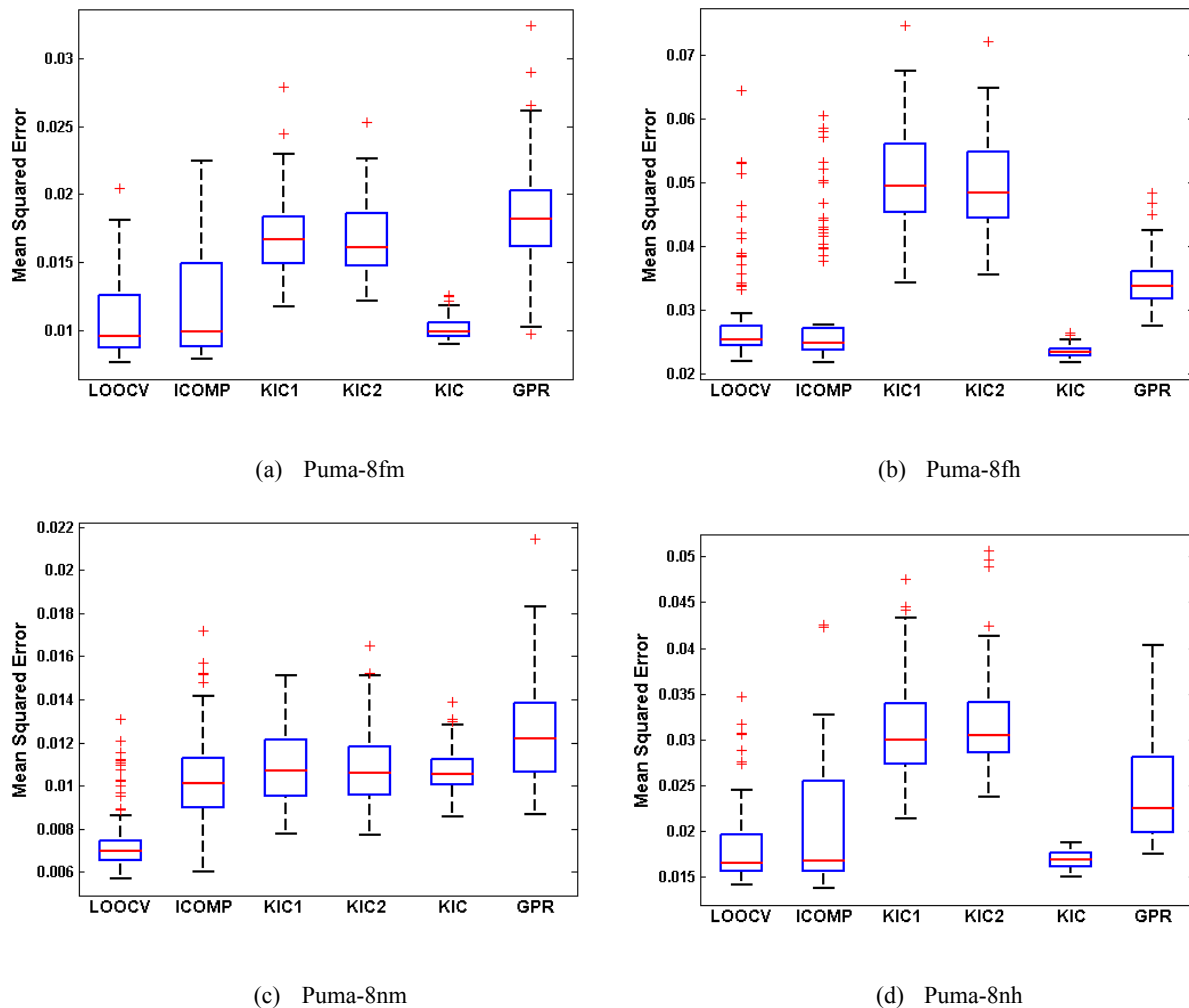 Mean Squared Error
0.03
0.025
0.02
0.015
0.01
LOOCV ICOMP KIC1 KIC2 KIC GPR
(a) Puma-8fm
Mean Squared Error
0.07
0.06
0.05
0.04
0.03
0.02
LOOCV ICOMP KIC1 KIC2 KIC GPR
(b) Puma-8fh
Mean Squared Error
0.022
0.02
0.018
0.016
0.014
0.012
0.01
0.008
0.006
LOOCV ICOMP KIC1 KIC2 KIC GPR
(c) Puma-8nm
Mean Squared Error
0.05
0.045
0.04
0.035
0.03
0.025
0.02
0.015
LOOCV ICOMP KIC1 KIC2 KIC GPR
(d) Puma-8nh